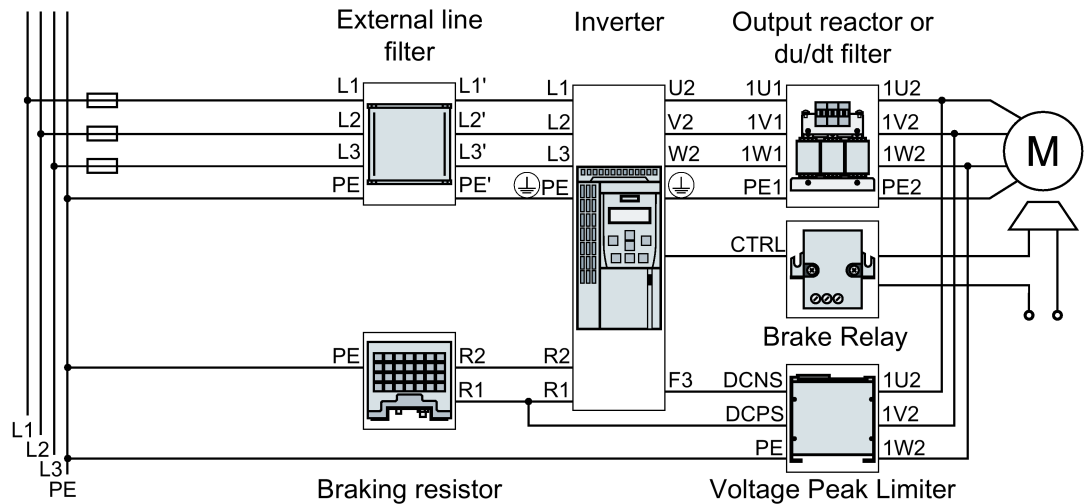 External line
filter
Inverter
Output reactor or
du/dt filter
L1 L1' L1 U2 1U1 1U2
L2 L2' L2 V2 1V1 1V2
L3 L3' L3 W2 1W1 1W2
PE PE' PE PE1 PE2
M
CTRL
Brake Relay
PE R2 R2
R1 R1
F3 DCNS 1U2
DCPS 1V2
PE 1W2
L1
L2
L3
PE
Braking resistor
Voltage Peak Limiter